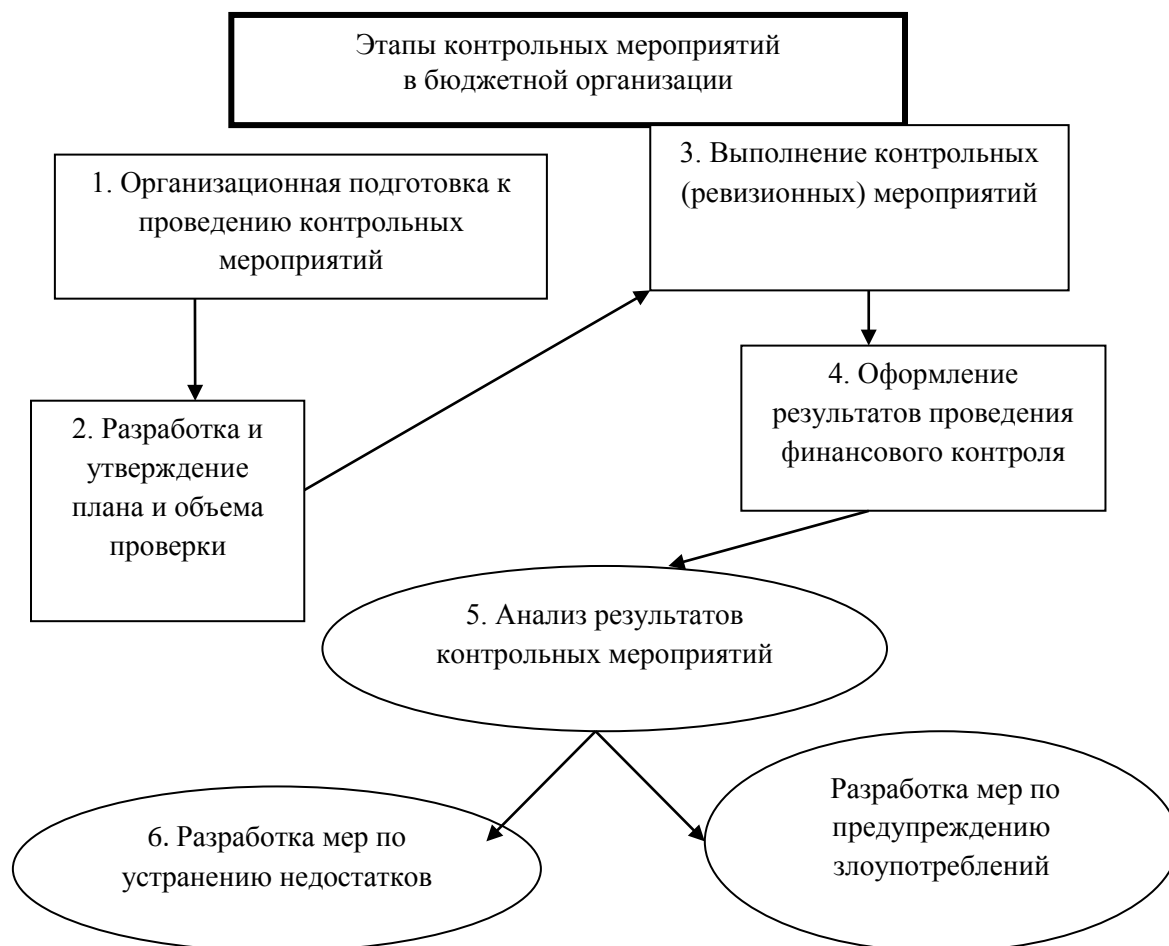 Этапы контрольных мероприятий
в бюджетной организации
1. Организационная подготовка к
проведению контрольных
мероприятий
2. Разработка и
утверждение
плана и объема
проверки
3. Выполнение контрольных
(ревизионных) мероприятий
4. Оформление
результатов проведения
финансового контроля
5. Анализ результатов
контрольных мероприятий
6. Разработка мер по
устранению недостатков
Разработка мер по
предупреждению
злоупотреблений